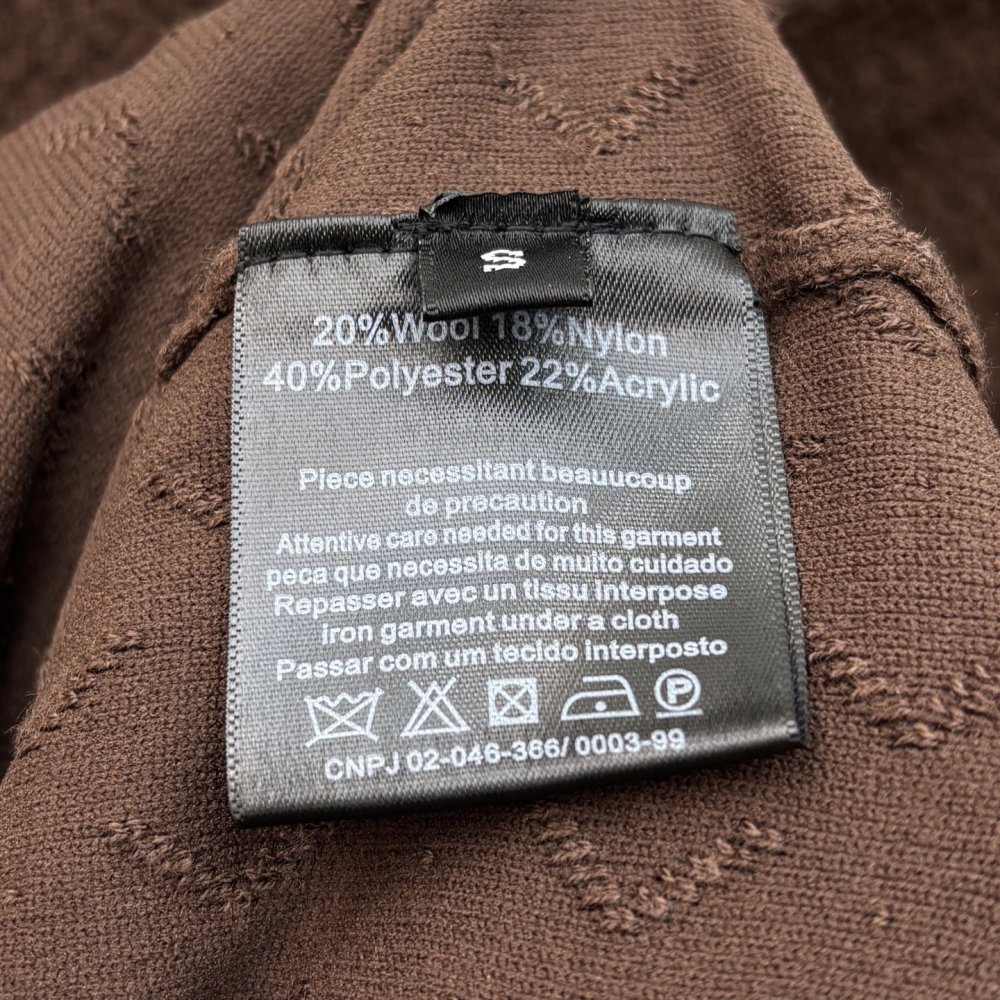 S
20%Wool 18%Nylon
40%Polyester 22%Acrylic
Piece necessitant beauucoup
de precaution
Attentive care needed for this garment
peca que necessita de muito cuidado
Repasser avec un tissu interpose
iron garment under a cloth
Passar com um tecido interposto
P
CNPJ 02-046-366/ 0003-99